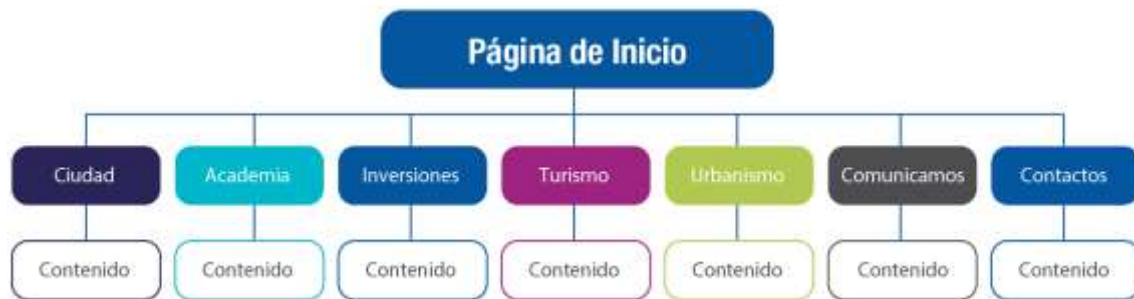 Página de Inicio
Ciudad
Academia
Inversiones
Turismo
Urbanismo
Comunicamos
Contactos
Contenido
Contenido
Contenido
Contenido
Contenido
Contenido
Contenido